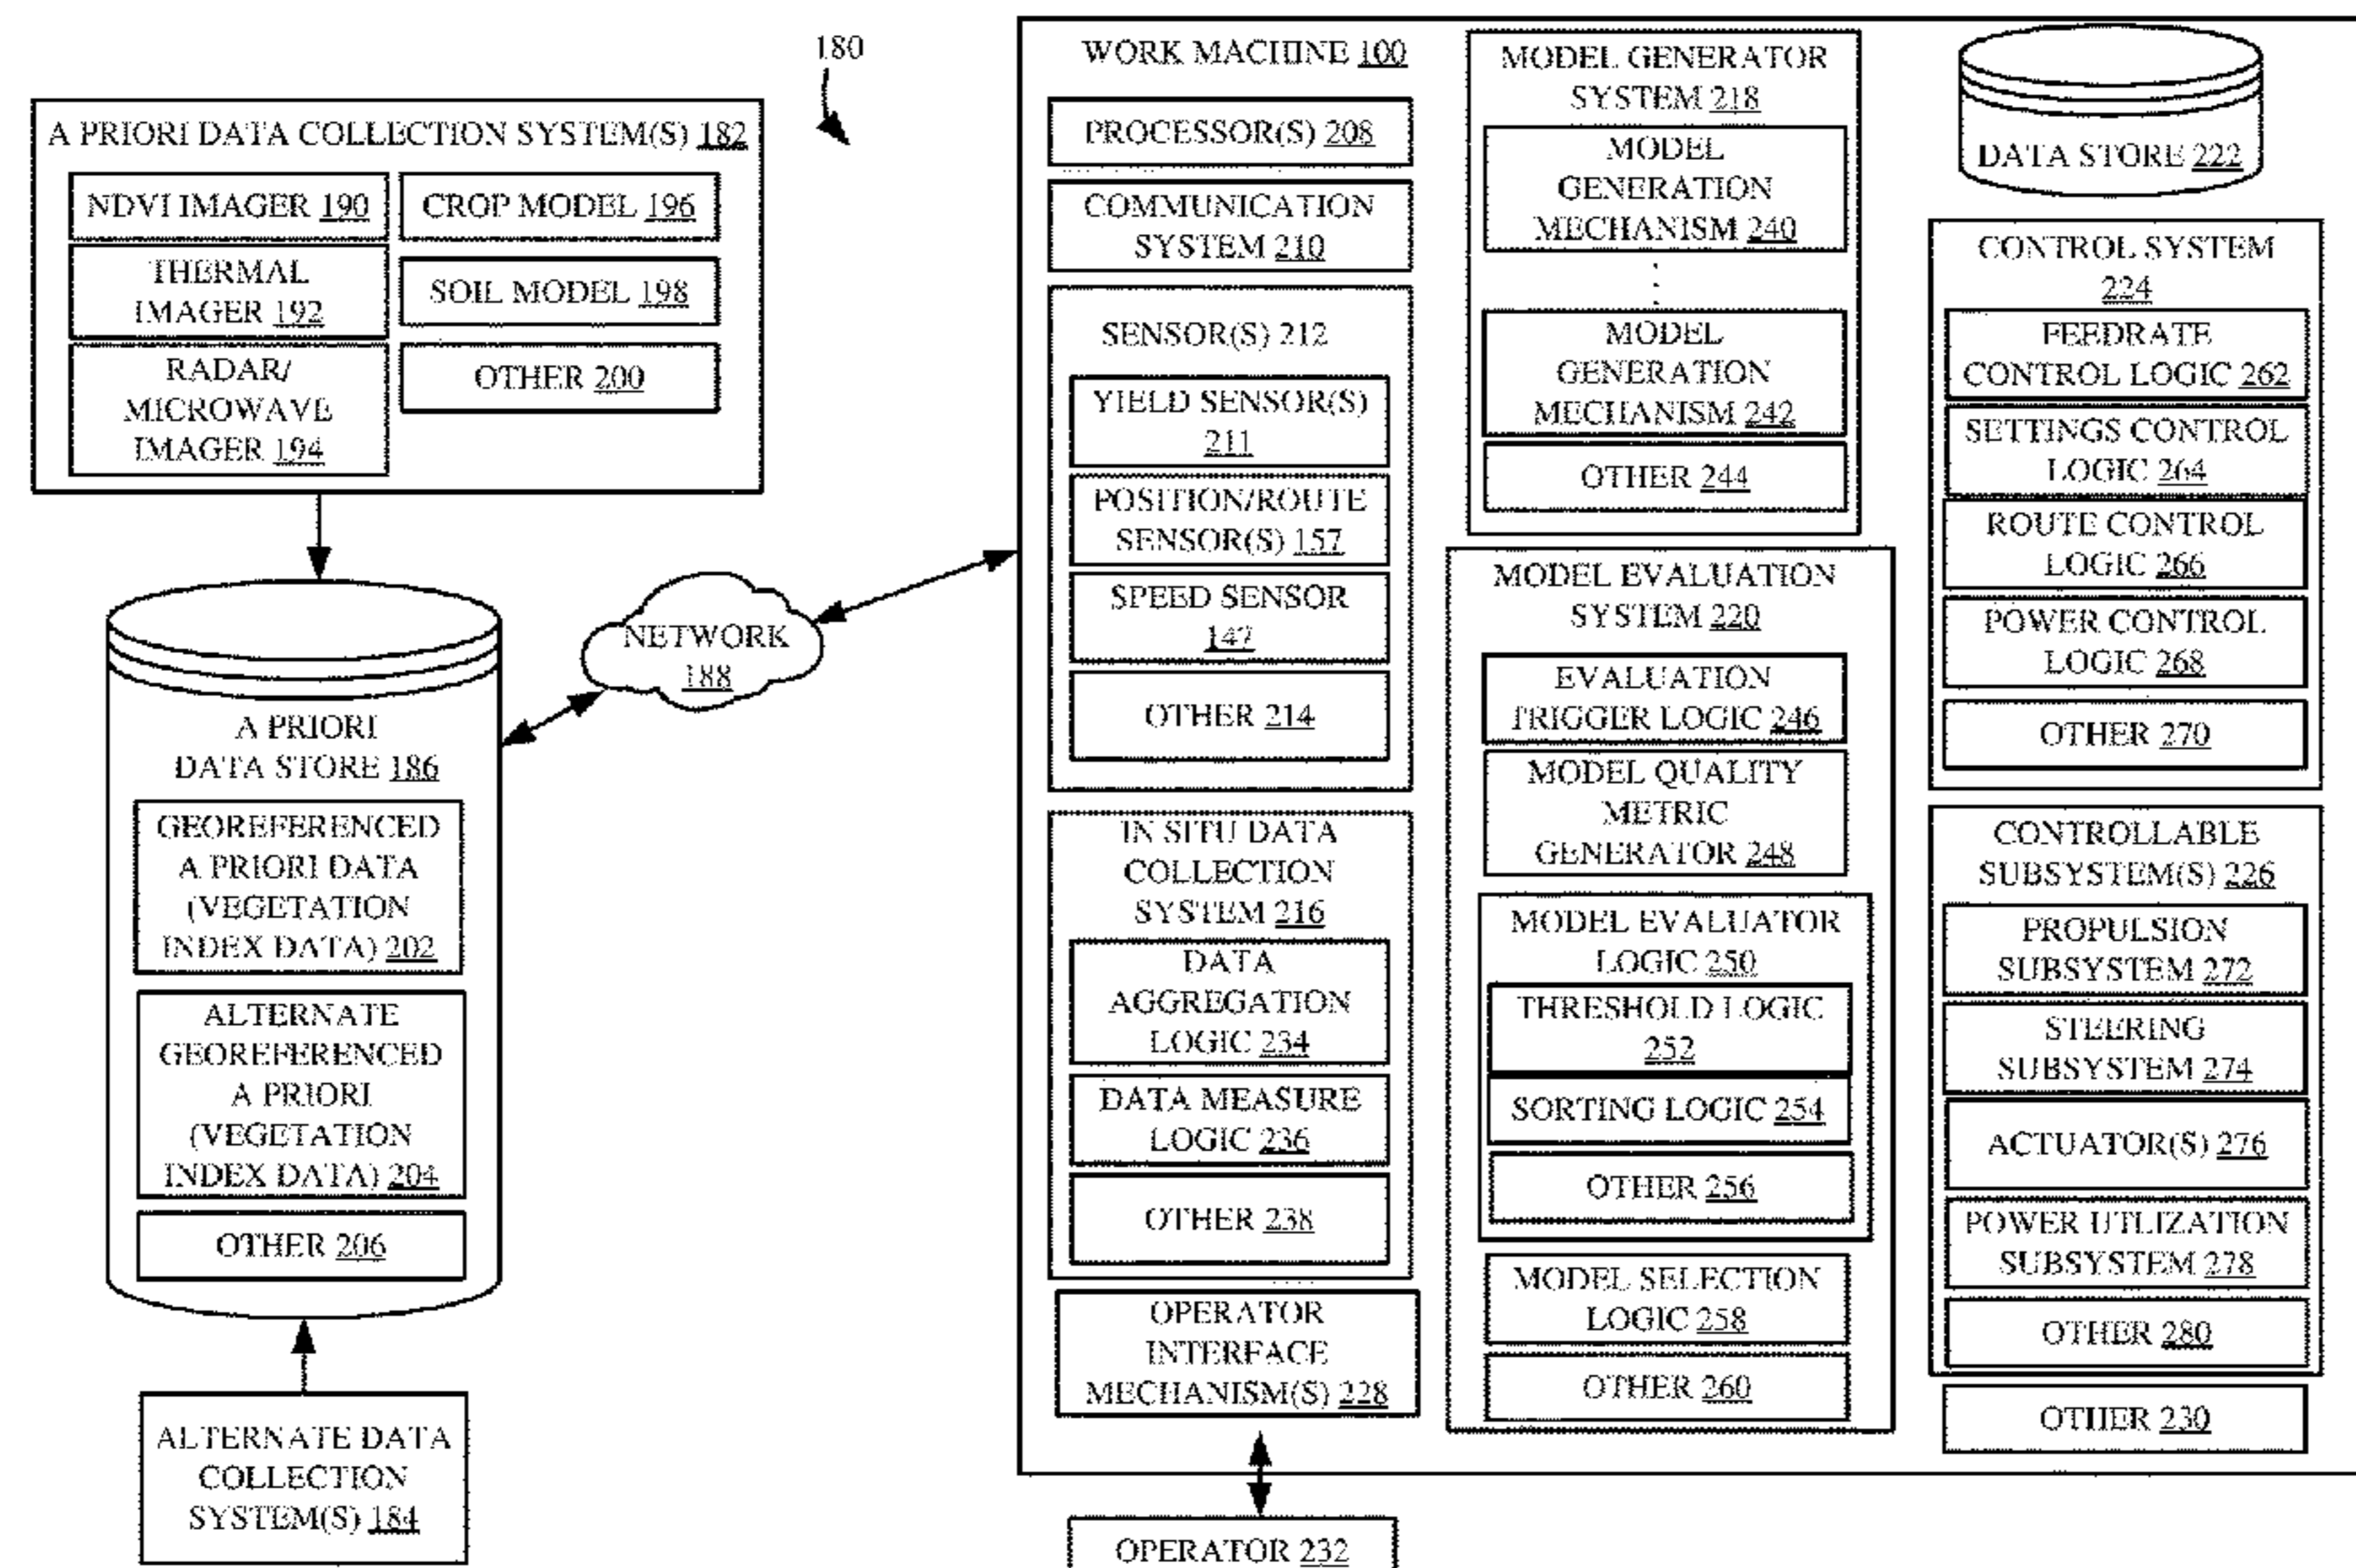 180
A PRIORI DATA COLLECTION SYSTEM(S) 182
NDVI IMAGER 190
THERMAL
IMAGER 192
RADAR/
MICROWAVE
IMAGER 194
CROP MODEL 196
SOIL MODEL 198
OTHER 200
A PRIORI
DATA STORE 186
GEOREFERENCED
A PRIORI DATA
(VEGETATION
INDEX DATA) 202
ALTERNATE
GEOREFERENCED
A PRIORI
(VEGETATION
INDEX DATA) 204
OTHER 206
ALTERNATE DATA
COLLECTION
SYSTEM(S) 184
NETWORK
188
WORK MACHINE 100
PROCESSOR(S) 208
COMMUNICATION
SYSTEM 210
SENSOR(S) 212
YIELD SENSOR(S)
211
POSITION/ROUTE
SENSOR(S) 157
SPEED SENSOR
147
OTHER 214
IN SITU DATA
COLLECTION
SYSTEM 216
DATA
AGGREGATION
LOGIC 234
DATA MEASURE
LOGIC 236
OTHER 238
OPERATOR
INTERFACE
MECHANISM(S) 228
OPERATOR 232
MODEL GENERATOR
SYSTEM 218
MODEL
GENERATION
MECHANISM 240
MODEL
GENERATION
MECHANISM 242
OTHER 244
MODEL EVALUATION
SYSTEM 220
EVALUATION
TRIGGER LOGIC 246
MODEL QUALITY
METRIC
GENERATOR 248
MODEL EVALUATOR
LOGIC 250
THRESHOLD LOGIC
252
SORTING LOGIC 254
OTHER 256
MODEL SELECTION
LOGIC 258
OTHER 260
DATA STORE 222
CONTROL SYSTEM
224
FEEDRATE
CONTROL LOGIC 262
SETTINGS CONTROL
LOGIC 264
ROUTE CONTROL
LOGIC 266
POWER CONTROL
LOGIC 268
OTHER 270
CONTROLLABLE
SUBSYSTEM(S) 226
PROPULSION
SUBSYSTEM 272
STEERING
SUBSYSTEM 274
ACTUATOR(S) 276
POWER UTLIZATION
SUBSYSTEM 278
OTHER 280
OTHER 230